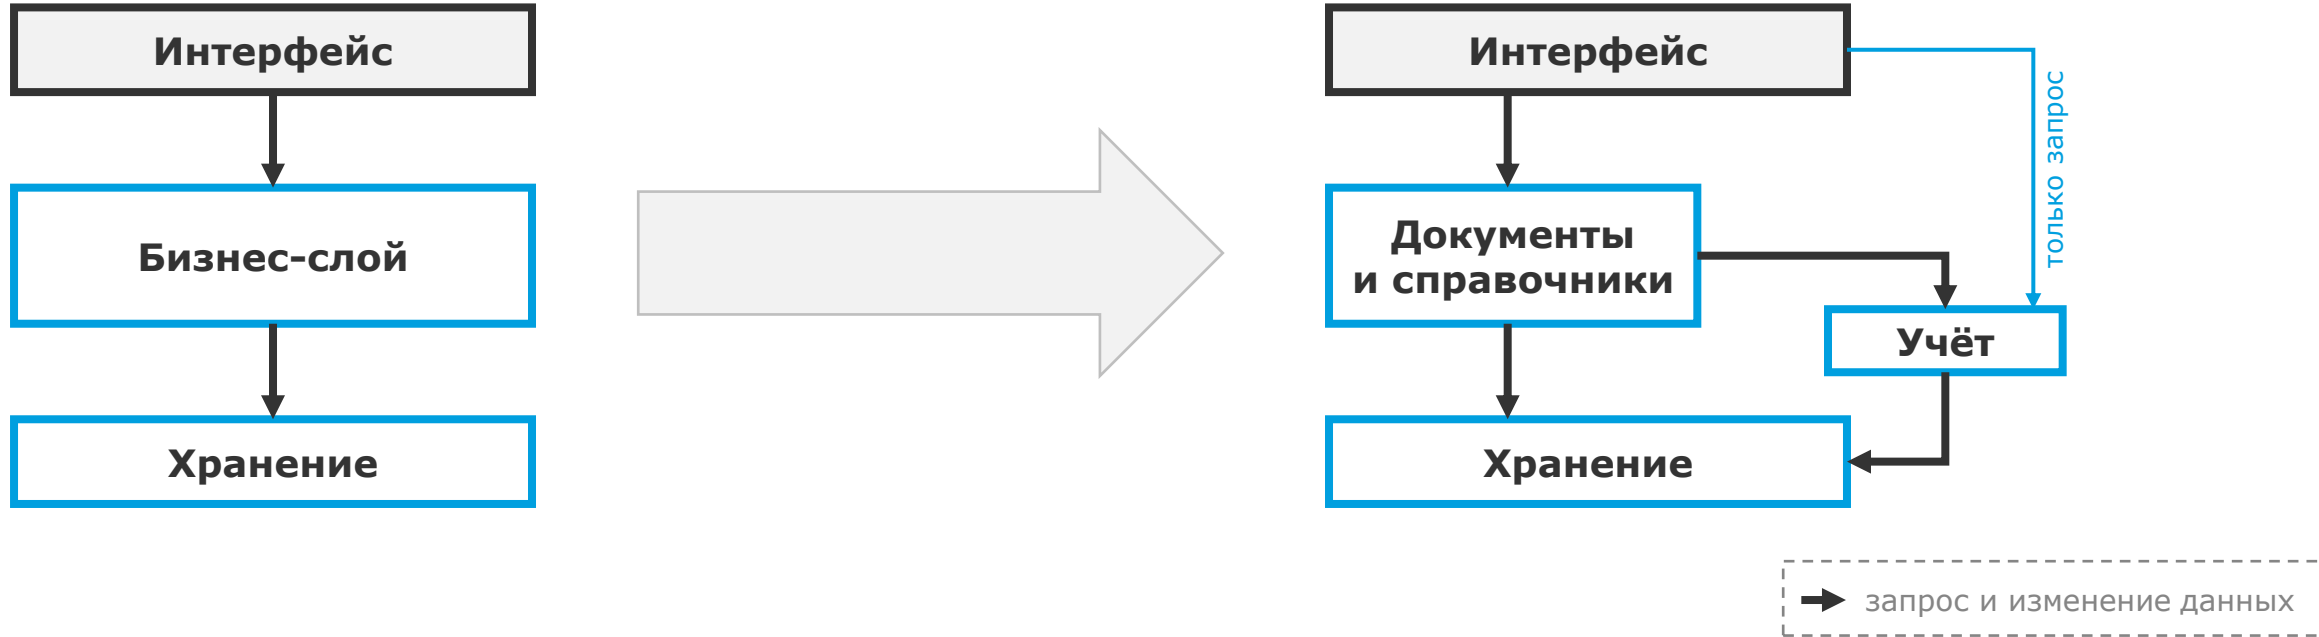 Интерфейс
Бизнес-слой
Хранение
Интерфейс
только запрос
Документы
и справочники
Учёт
Хранение
запрос и изменение данных